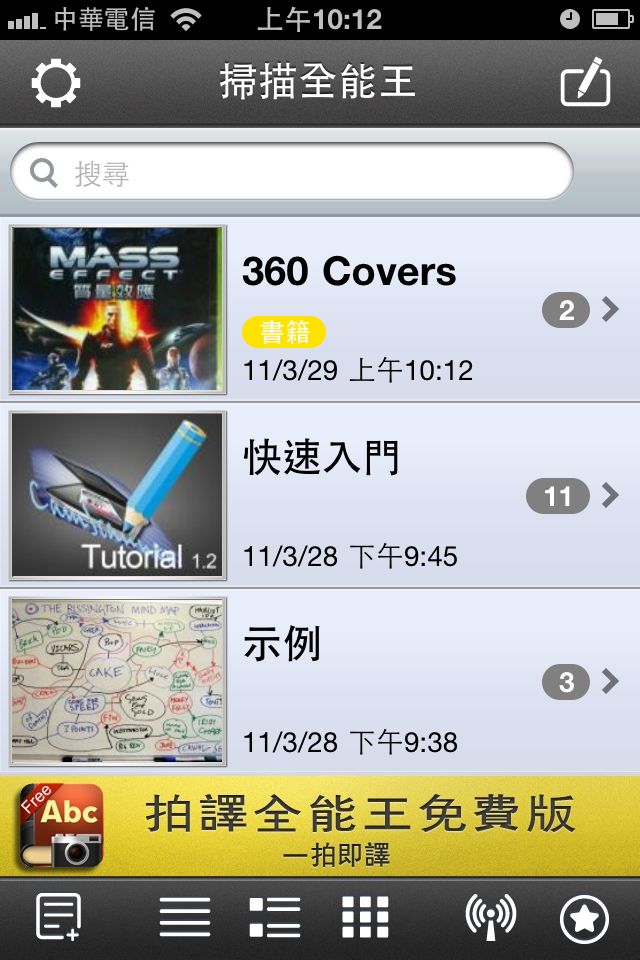 中華電信 上午10:12
掃描全能王
搜尋
MASS
EFFECT
質量效應
360 Covers
2
書籍
11/3/29 上午10:12
Tutorial 1.2
快速入門
11
11/3/28 下午9:45
THE RISSINGTON MIND MAP
CAKE
示例
3
11/3/28 下午9:38
Free
Abc
拍譯全能王免費版
一拍即譯